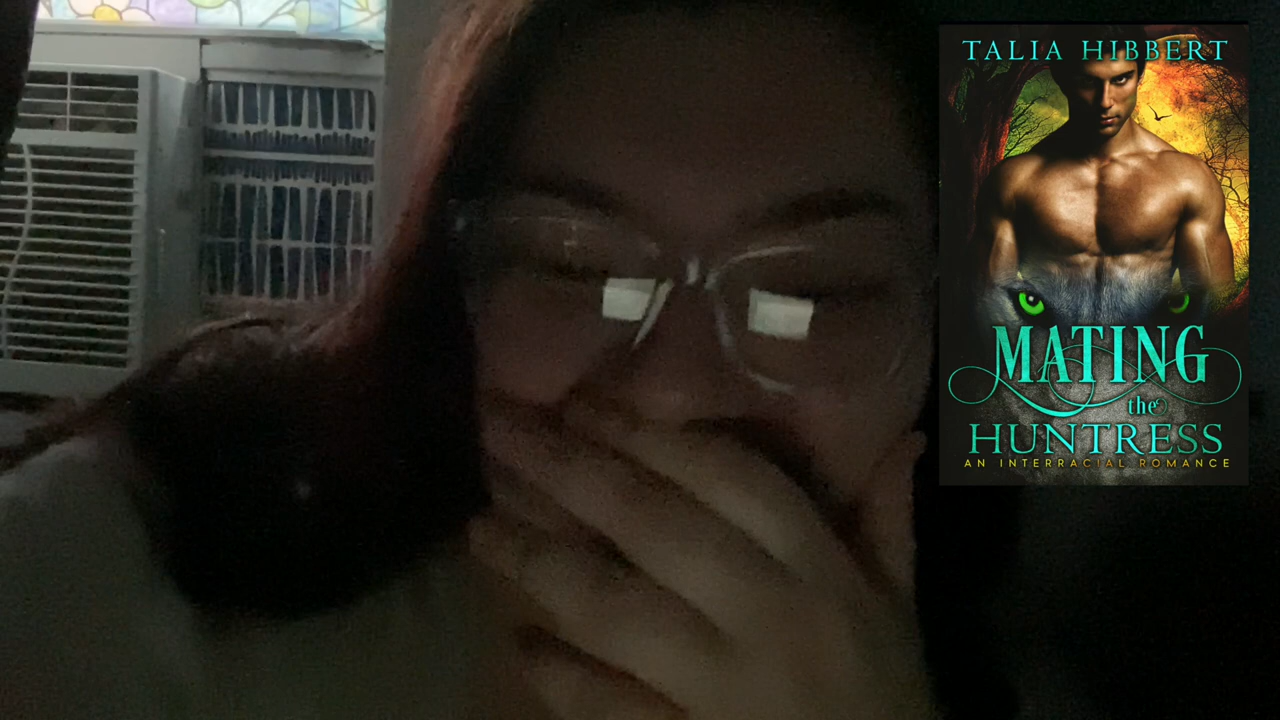 TALIA HIBBERT
MATING
the
HUNTRESS
AN INTERRACIAL ROMANCE